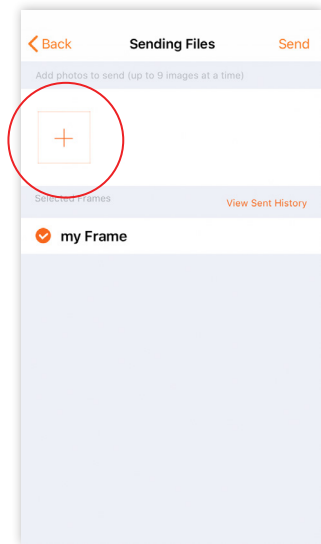 Back Sending Files Send
Add photos to send (up to 9 images at a time)
Selected Frames View Sent History
my Frame